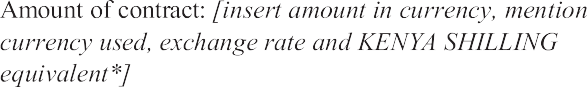 Amount of contract: [insert amount in currency, mention
currency used, exchange rate and KENYA SHILLING
equivalent*]